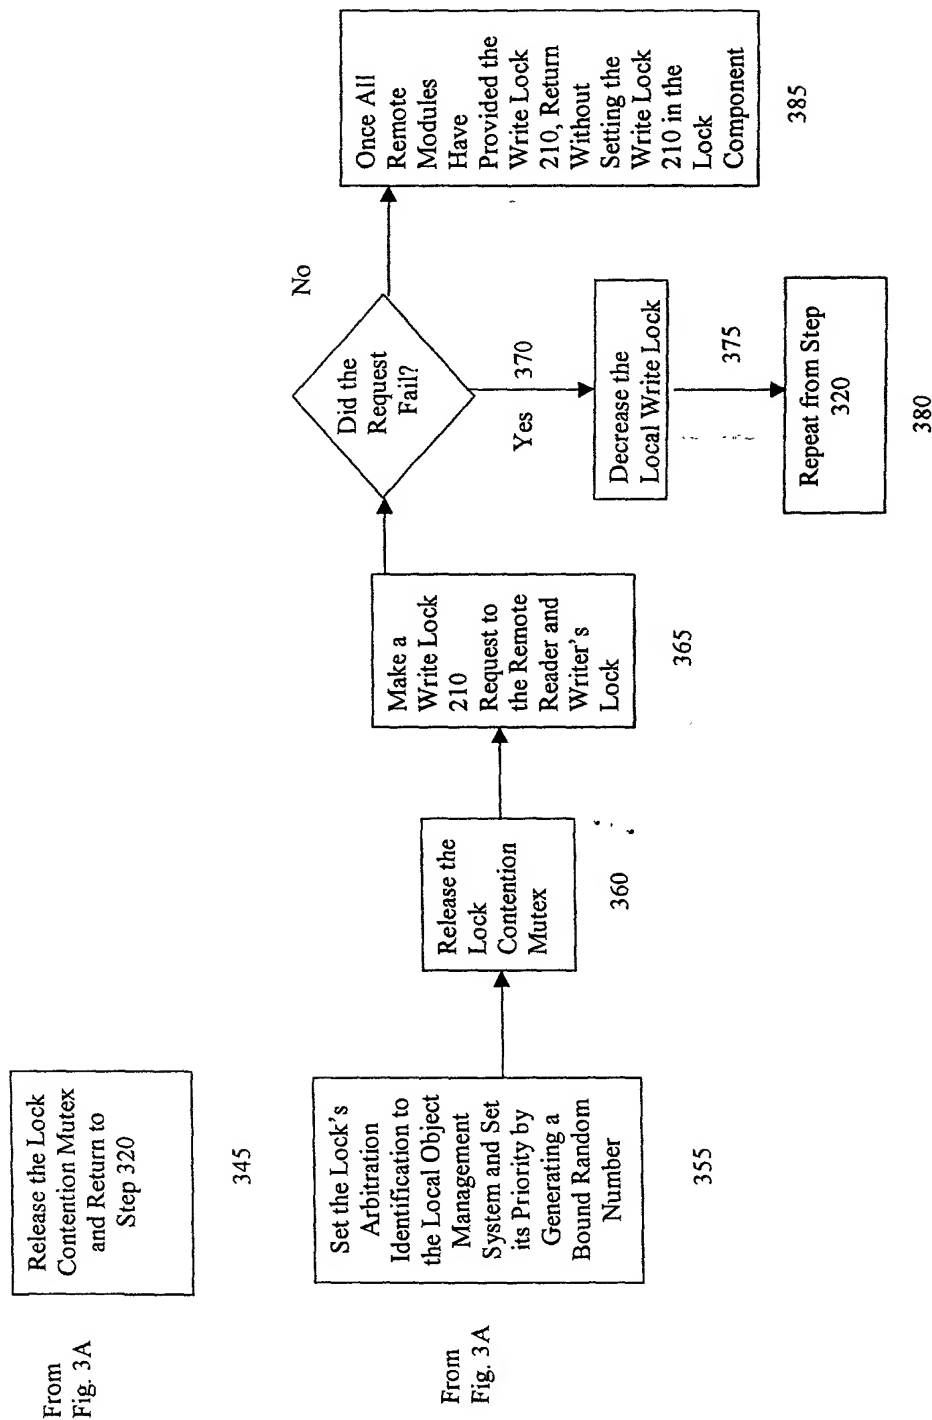 From
Fig. 3A
Release the Lock
Contention Mutex
and Return to
Step 320
345
From
Fig. 3A
Set the Lock's
Arbitration
Identification to
the Local Object
Management
System and Set
its Priority by
Generating a
Bound Random
Number
355
Release the
Lock
Contention
Mutex
360
Make a
Write Lock
210
Request to
the Remote
Reader and
Writer's
Lock
365
Did the
Request
Fail?
No
Yes
370
Decrease the
Local Write Lock
375
Repeat from Step
320
380
Once All
Remote
Modules
Have
Provided the
Write Lock
210, Return
Without
Setting the
Write Lock
210 in the
Lock
Component
385